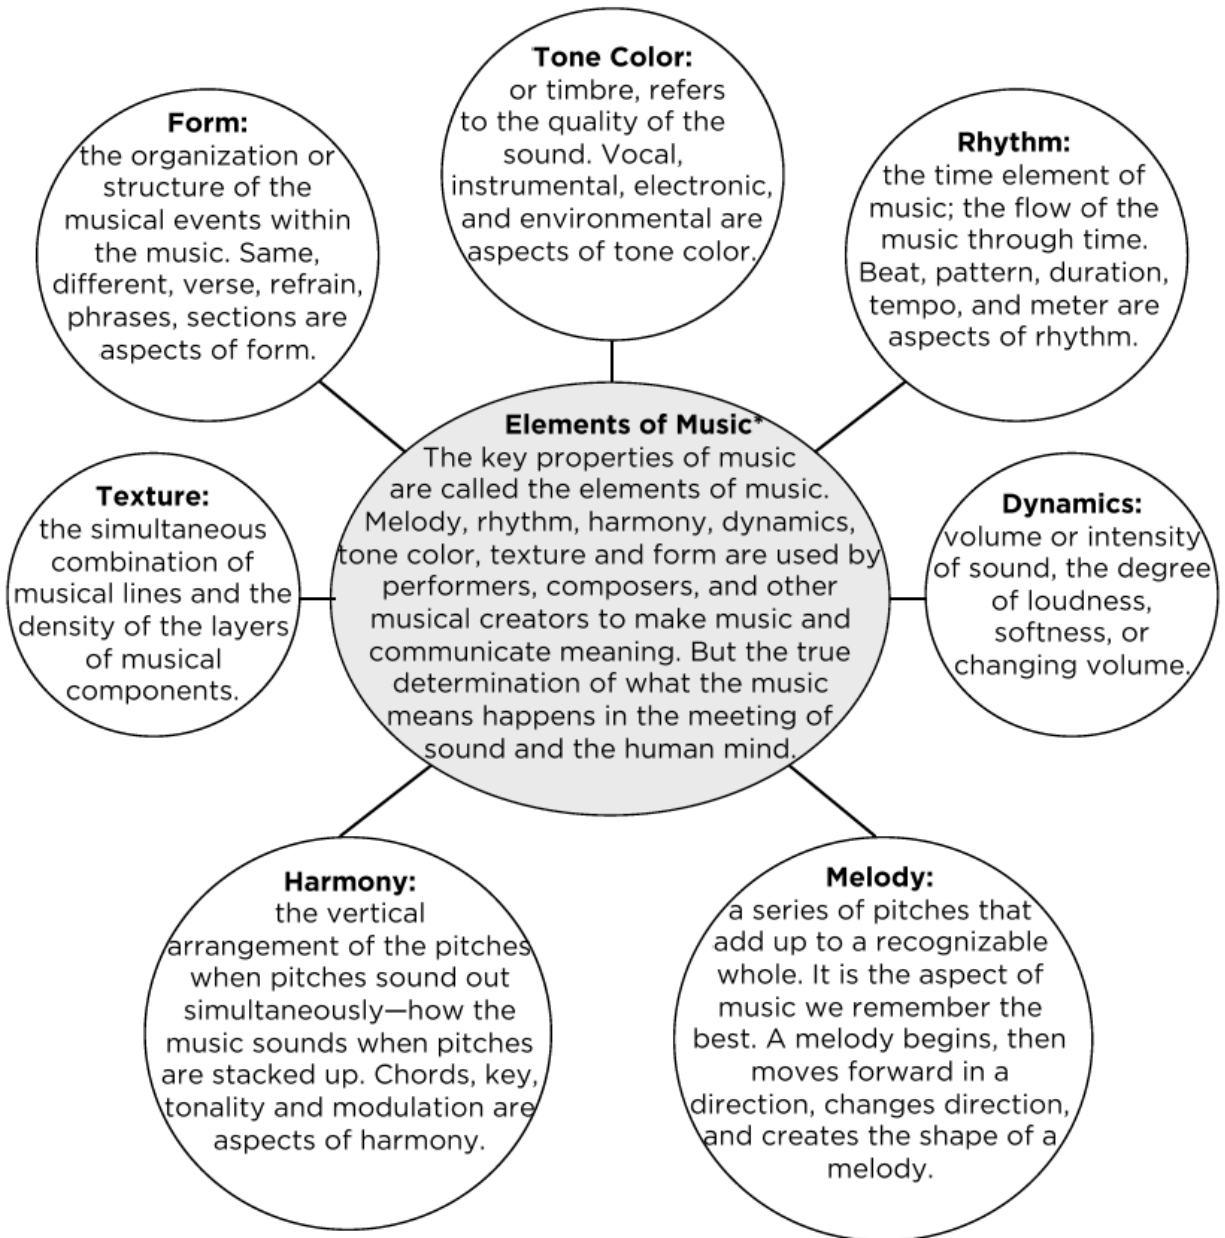 Tone Color:
or timbre, refers
to the quality of the
sound. Vocal,
instrumental, electronic,
and environmental are
aspects of tone color.
Form:
the organization or
structure of the
musical events within
the music. Same,
different, verse, refrain,
phrases, sections are
aspects of form.
Rhythm:
the time element of
music; the flow of the
music through time.
Beat, pattern, duration,
tempo, and meter are
aspects of rhythm.
Elements of Music*
The key properties of music
are called the elements of music.
Melody, rhythm, harmony, dynamics,
tone color, texture and form are used by
performers, composers, and other
musical creators to make music and
communicate meaning. But the true
determination of what the music
means happens in the meeting of
sound and the human mind.
Texture:
the simultaneous
combination of
musical lines and the
density of the layers
of musical
components.
Dynamics:
volume or intensity
of sound, the degree
of loudness,
softness, or
changing volume.
Harmony:
the vertical
arrangement of the pitches
when pitches sound out
simultaneously—how the
music sounds when pitches
are stacked up. Chords, key,
tonality and modulation are
aspects of harmony.
Melody:
a series of pitches that
add up to a recognizable
whole. It is the aspect of
music we remember the
best. A melody begins, then
moves forward in a
direction, changes direction,
and creates the shape of a
melody.